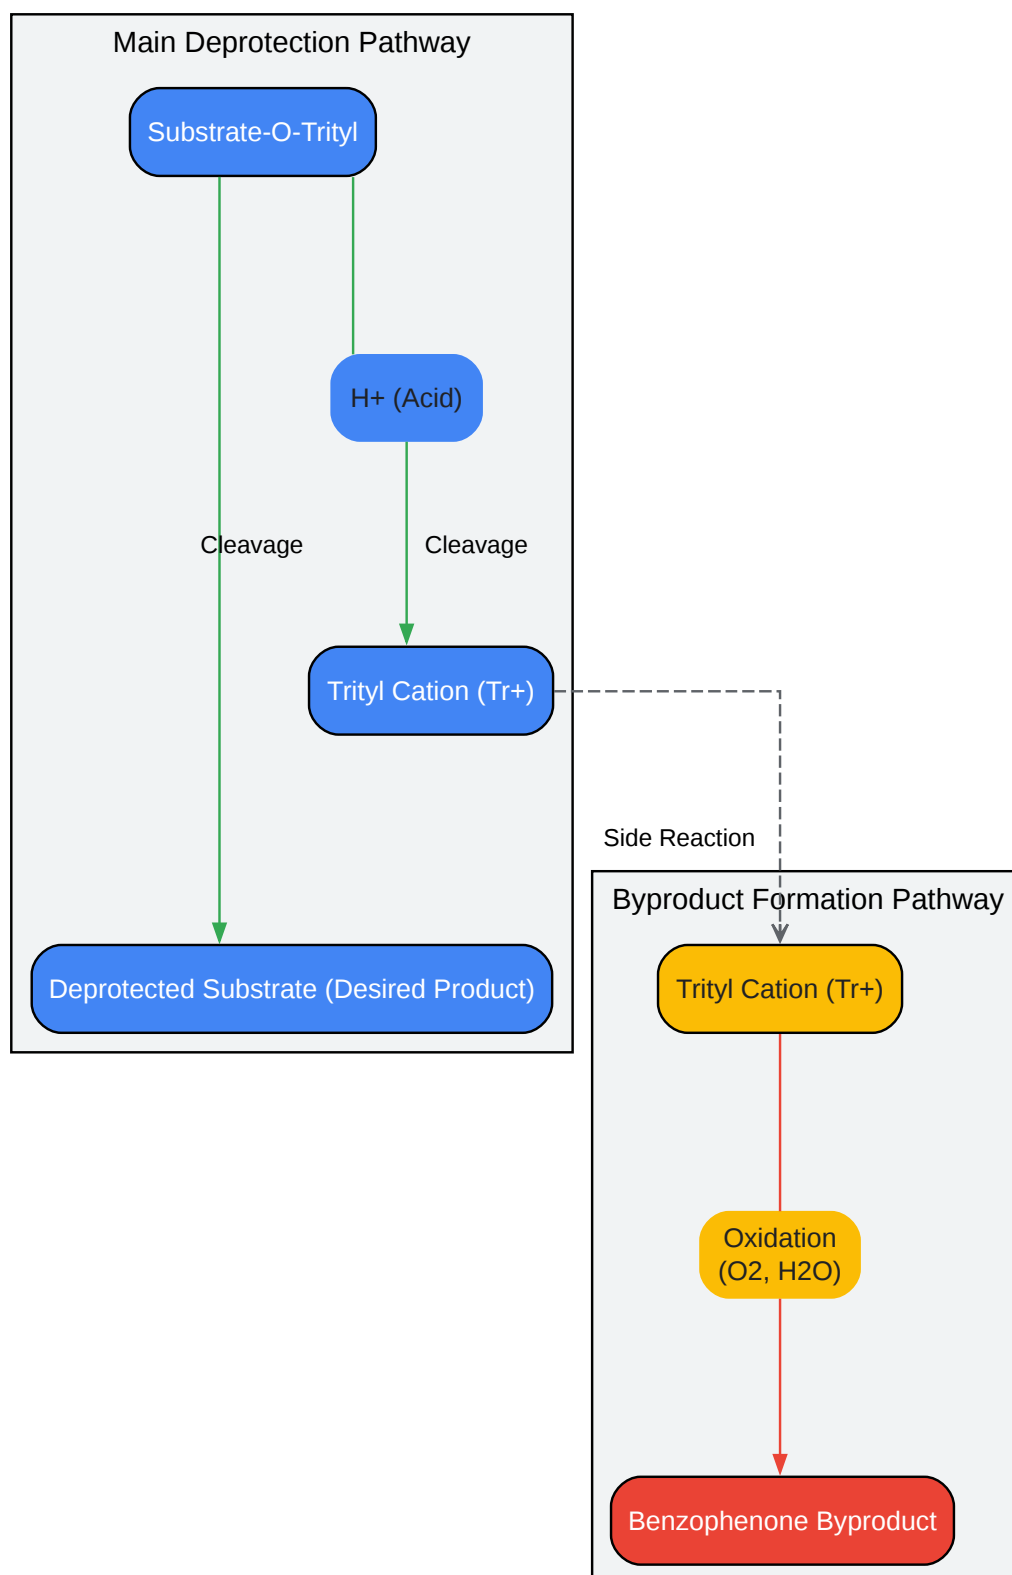 Main Deprotection Pathway
Substrate-O-Trityl
H+ (Acid)
Cleavage
Cleavage
Trityl Cation (Tr+)
Side Reaction
Byproduct Formation Pathway
Deprotected Substrate (Desired Product)
Trityl Cation (Tr+)
Oxidation
(O2, H2O)
Benzophenone Byproduct